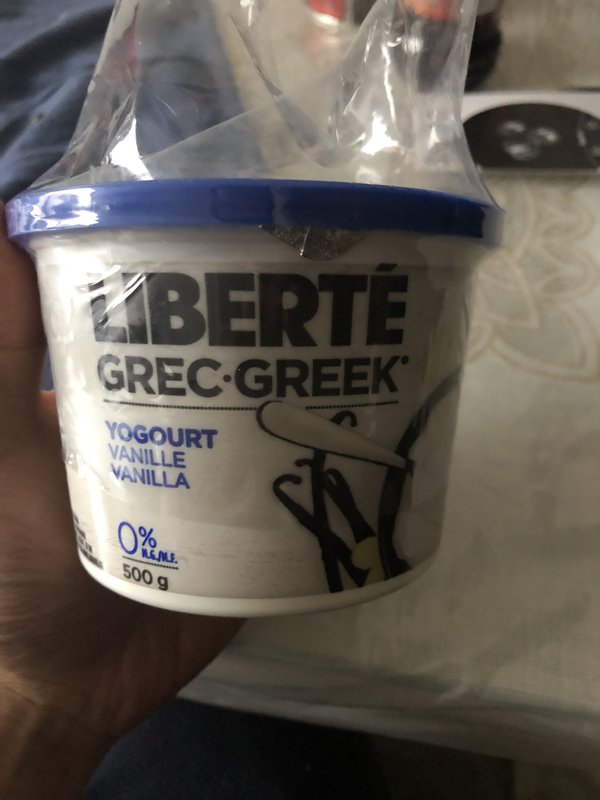 LIBERTÉ
GREC·GREEK*
YOGOURT
VANILLE
VANILLA
0%
M.G./M.F.
500 g